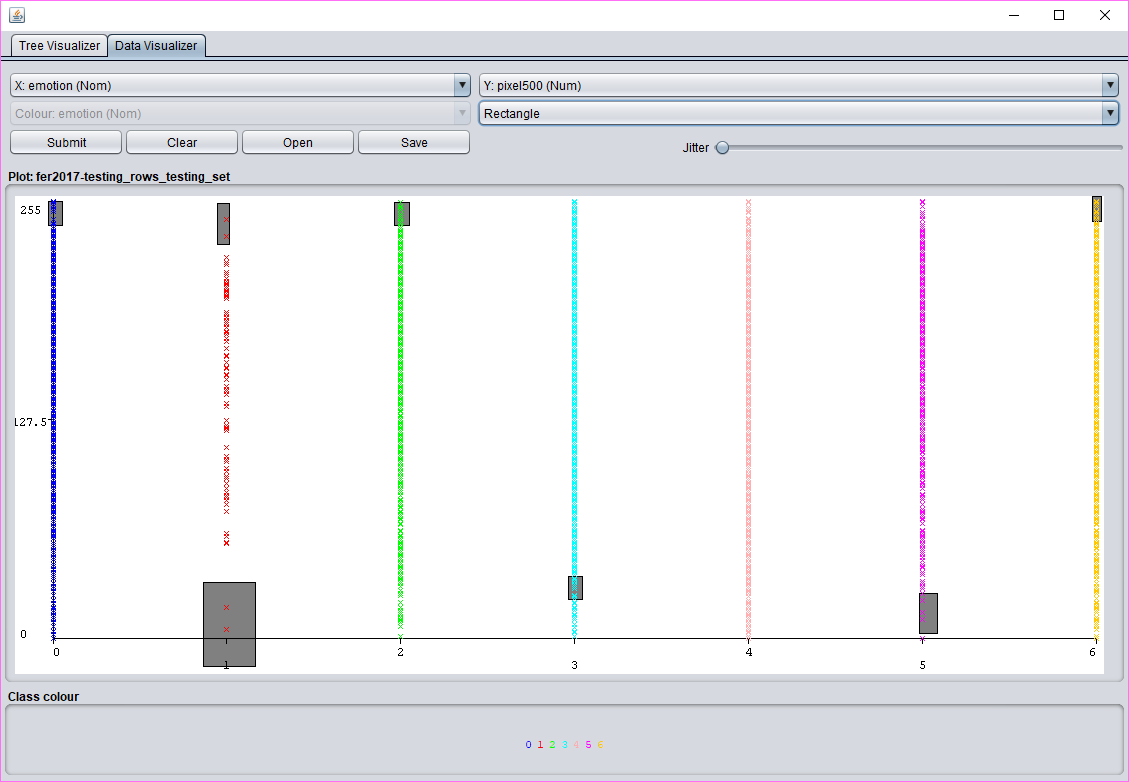 Tree Visualizer Data Visualizer
X: emotion (Nom) Y: pixel500 (Num)
Colour: emotion (Nom) Rectangle
Submit Clear Open Save Jitter
Plot: fer2017-testing_rows_testing_set
255
127.5
0
0 1 2 3 4 5 6
Class colour
0 1 2 3 4 5 6